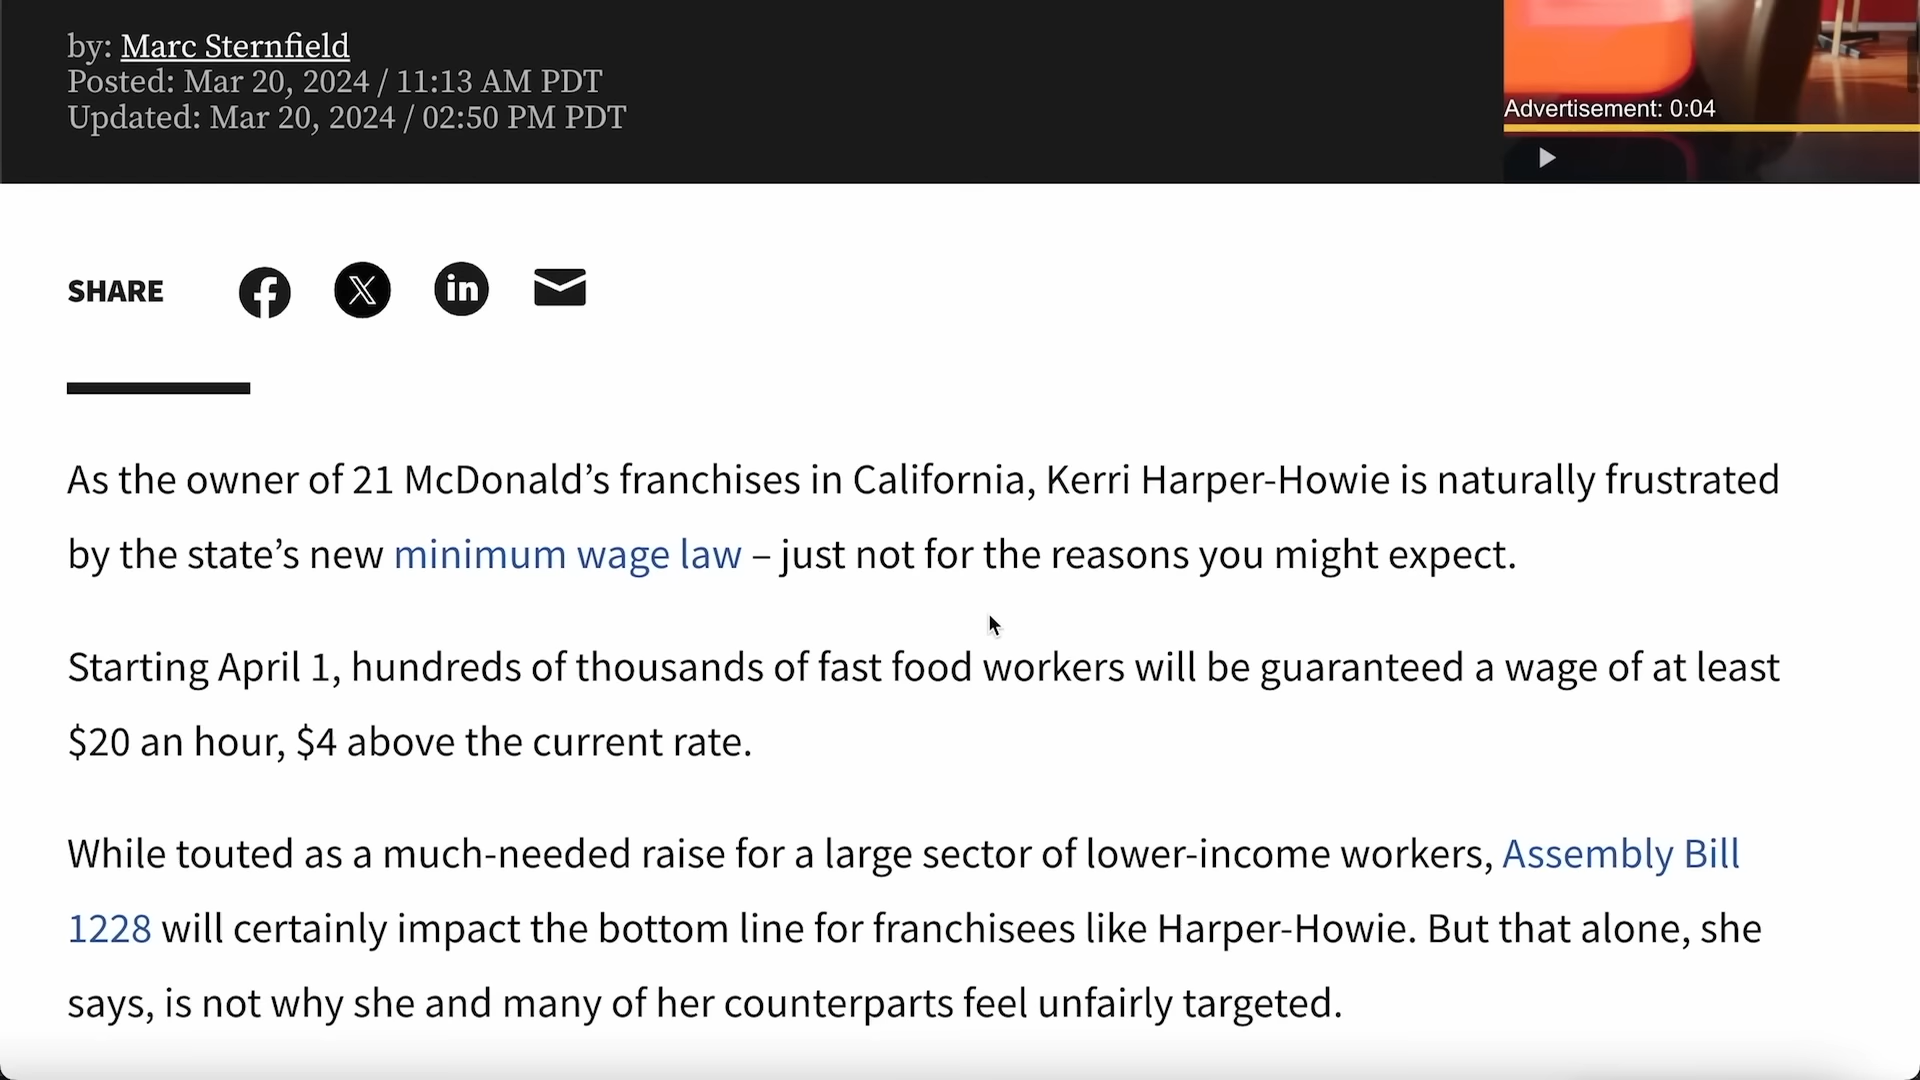 by: Marc Sternfield
Posted: Mar 20, 2024 / 11:13 AM PDT
Updated: Mar 20, 2024 / 02:50 PM PDT
Advertisement: 0:04
SHARE
As the owner of 21 McDonald’s franchises in California, Kerri Harper-Howie is naturally frustrated
by the state’s new minimum wage law – just not for the reasons you might expect.
Starting April 1, hundreds of thousands of fast food workers will be guaranteed a wage of at least
$20 an hour, $4 above the current rate.
While touted as a much-needed raise for a large sector of lower-income workers, Assembly Bill
1228 will certainly impact the bottom line for franchisees like Harper-Howie. But that alone, she
says, is not why she and many of her counterparts feel unfairly targeted.